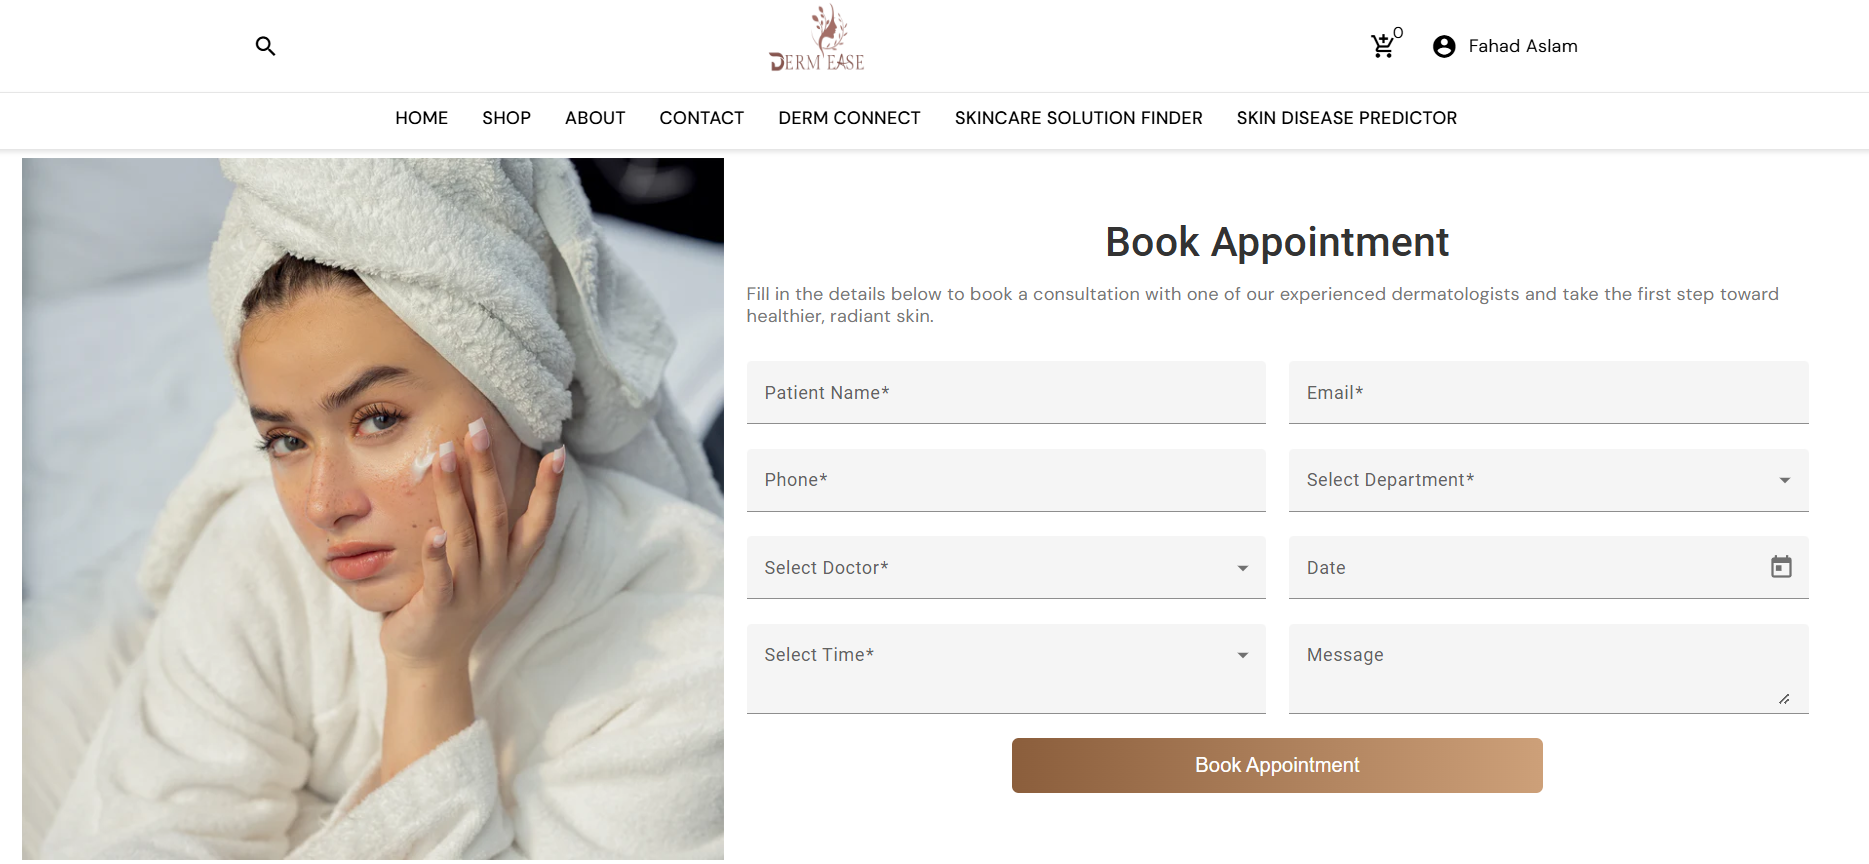 DERM EASE
0
Fahad Aslam
HOME SHOP ABOUT CONTACT DERM CONNECT SKINCARE SOLUTION FINDER SKIN DISEASE PREDICTOR
Book Appointment
Fill in the details below to book a consultation with one of our experienced dermatologists and take the first step toward
healthier, radiant skin.
Patient Name*
Email*
Phone*
Select Department*
Select Doctor*
Date
Select Time*
Message
Book Appointment